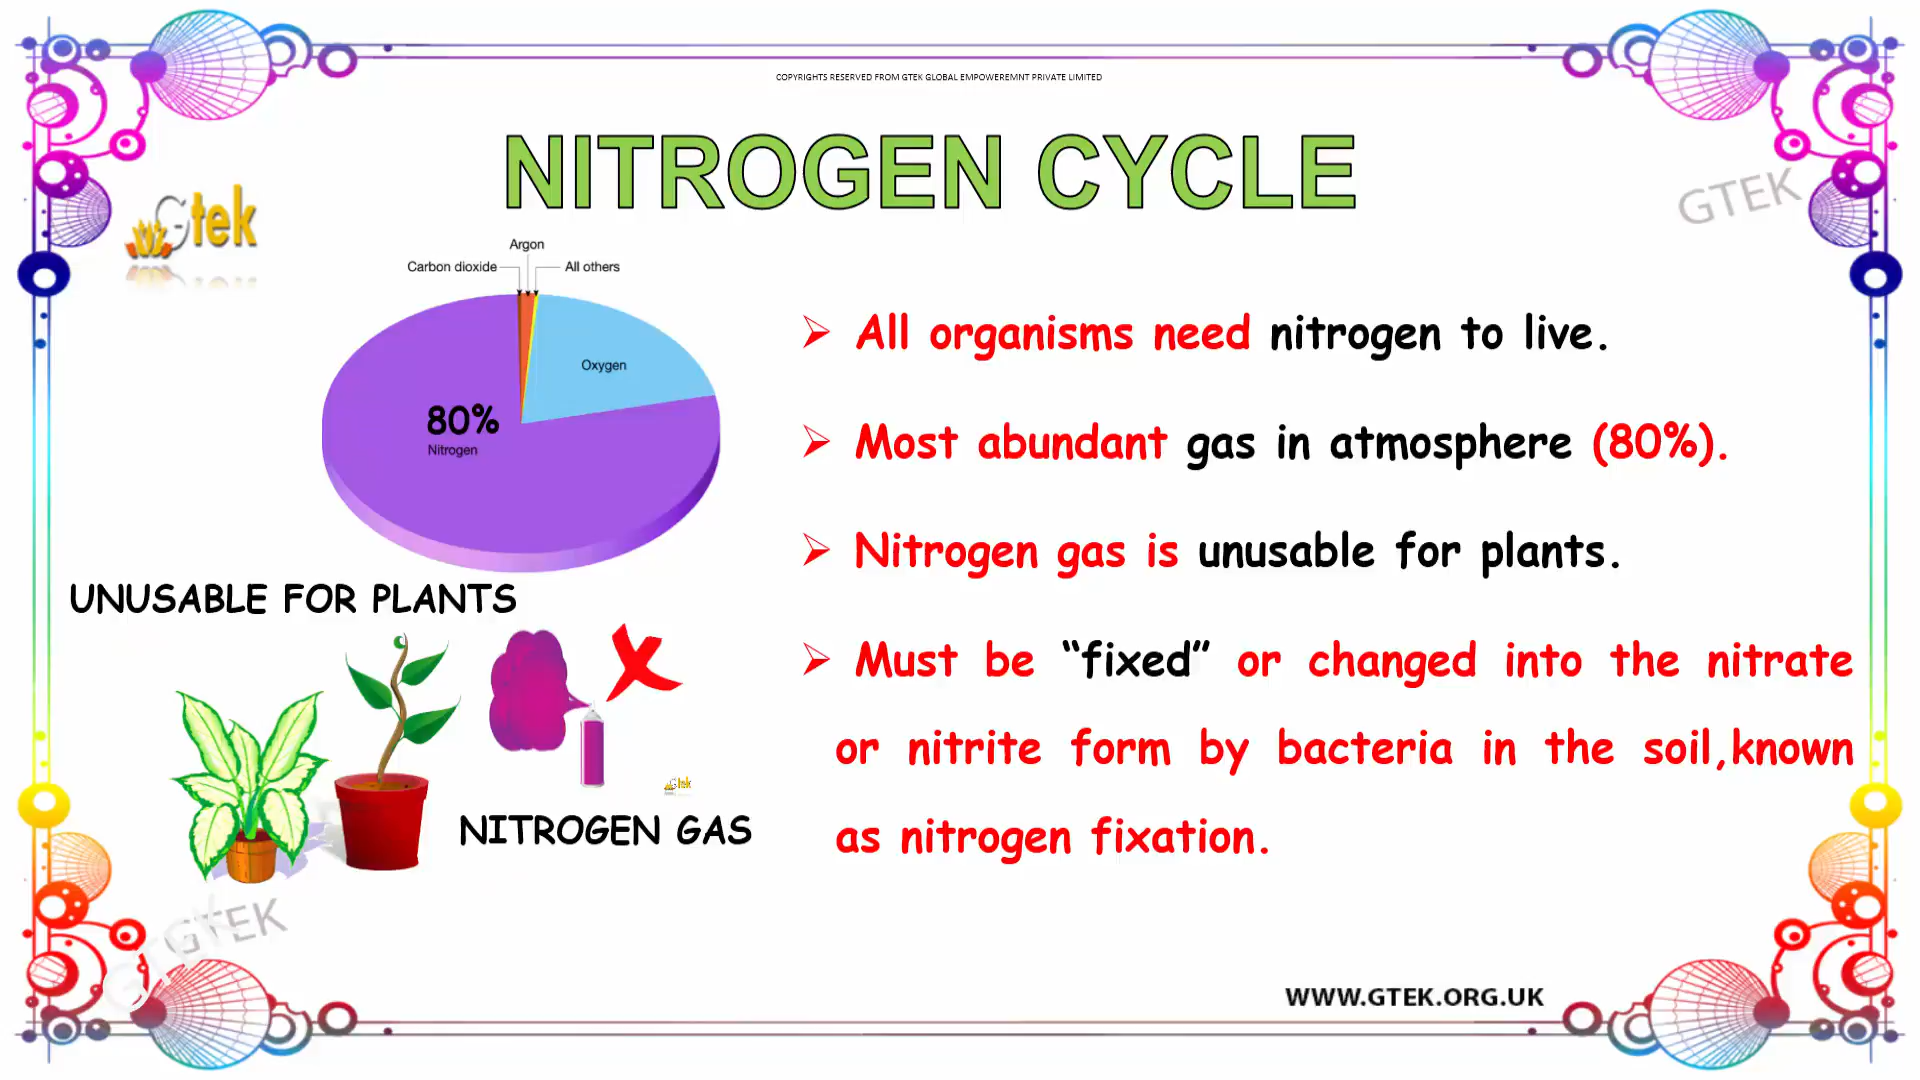 COPYRIGHTS RESERVED FROM GTEK GLOBAL EMPOWEREMNT PRIVATE LIMITED
NITROGEN CYCLE
Gtek
GTEK
Argon
Carbon dioxide
All others
Oxygen
80%
Nitrogen
➢ All organisms need nitrogen to live.
➢ Most abundant gas in atmosphere (80%).
➢ Nitrogen gas is unusable for plants.
➢ Must be “fixed” or changed into the nitrate
or nitrite form by bacteria in the soil,known
as nitrogen fixation.
UNUSABLE FOR PLANTS
Gtek
NITROGEN GAS
GTEK
GTEK
WWW.GTEK.ORG.UK